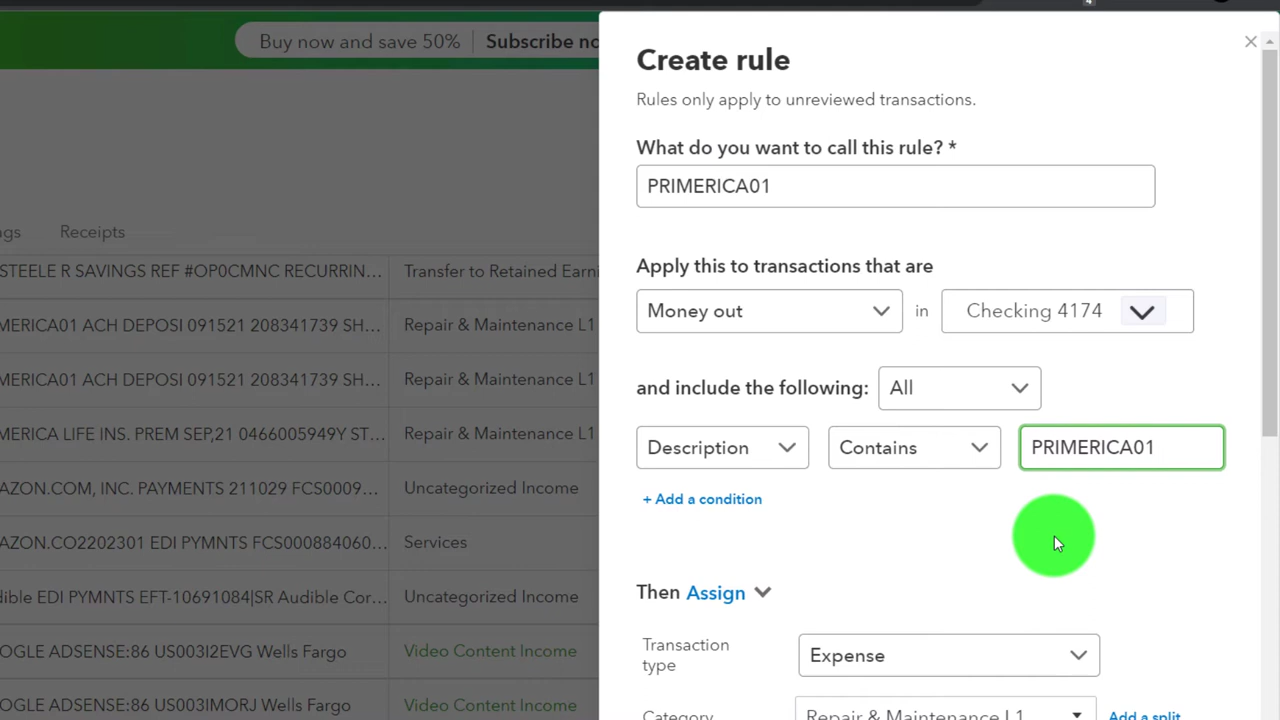 4
Buy now and save 50% Subscribe no
Create rule
Rules only apply to unreviewed transactions.
What do you want to call this rule? *
PRIMERICA01
gs Receipts
Apply this to transactions that are
STEELE R SAVINGS REF #OP0CMNC RECURRIN... Transfer to Retained Earni
Money out in Checking 4174
MERICA01 ACH DEPOSI 091521 208341739 SH... Repair & Maintenance L1
MERICA01 ACH DEPOSI 091521 208341739 SH... Repair & Maintenance L1
and include the following: All
MERICA LIFE INS. PREM SEP,21 0466005949Y ST... Repair & Maintenance L1
Description Contains PRIMERICA01
AZON.COM, INC. PAYMENTS 211029 FCS0009... Uncategorized Income
+ Add a condition
AZON.CO2202301 EDI PYMNTS FCS000884060... Services
dible EDI PYMNTS EFT-10691084|SR Audible Cor... Uncategorized Income
Then Assign
OGLE ADSENSE:86 US003I2EVG Wells Fargo Video Content Income
Transaction
type
Expense
OGLE ADSENSE:86 US003IMORJ Wells Fargo Video Content Income
Category Repair & Maintenance L1 Add a split